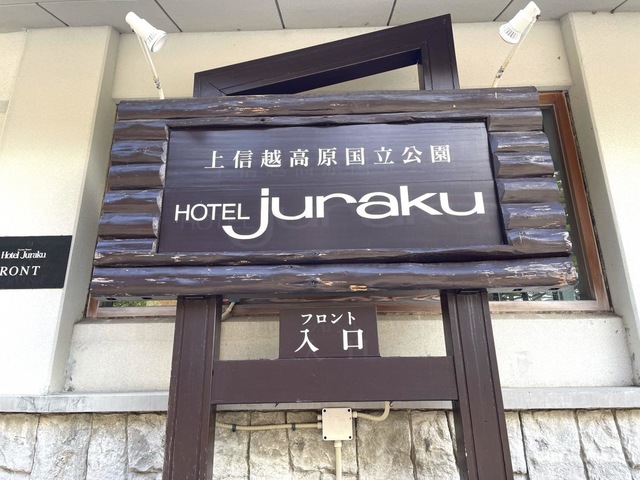 上信越高原国立公園
HOTEL juraku
フロント
入口
Hotel Juraku
RONT